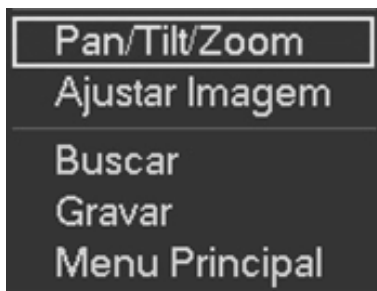 Pan/Tilt/Zoom
Ajustar Imagem
Buscar
Gravar
Menu Principal